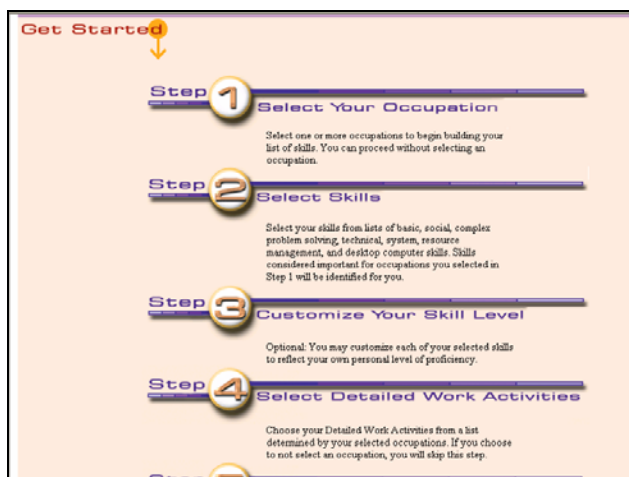 Get Started
Step 1
Select Your Occupation
Select one or more occupations to begin building your
list of skills. You can proceed without selecting an
occupation.
Step 2
Select Skills
Select your skills from lists of basic, social, complex
problem solving, technical, system, resource
management, and desktop computer skills. Skills
considered important for occupations you selected in
Step 1 will be identified for you.
Step 3
Customize Your Skill Level
Optional: You may customize each of your selected skills
to reflect your own personal level of proficiency.
Step 4
Select Detailed Work Activities
Choose your Detailed Work Activities from a list
determined by your selected occupations. If you choose
to not select an occupation, you will skip this step.